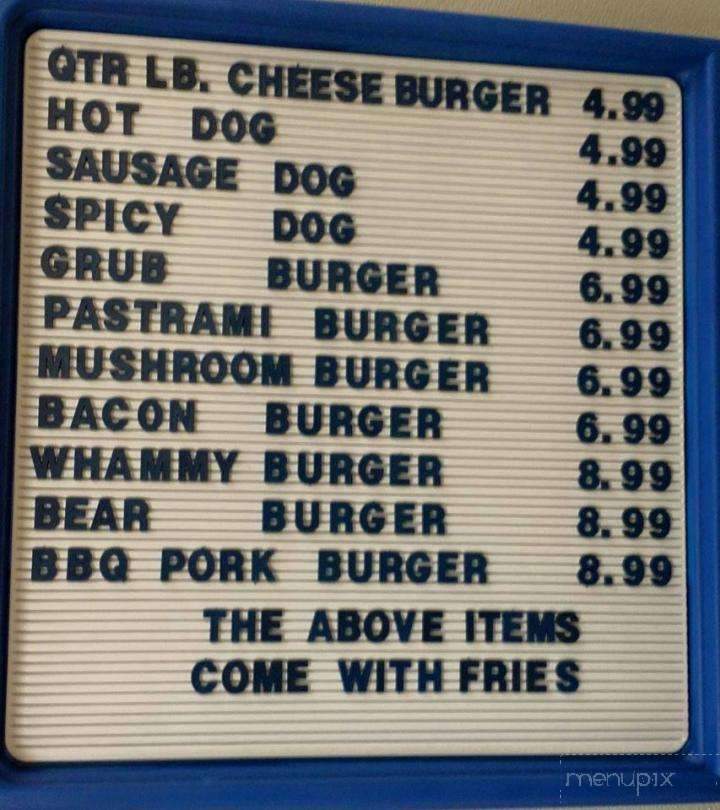 QTR LB. CHEESE BURGER 4.99
HOT DOG 4.99
SAUSAGE DOG 4.99
SPICY DOG 4.99
GRUB BURGER 6.99
PASTRAMI BURGER 6.99
MUSHROOM BURGER 6.99
BACON BURGER 6.99
WHAMMY BURGER 8.99
BEAR BURGER 8.99
BBQ PORK BURGER 8.99
THE ABOVE ITEMS
COME WITH FRIES
menupix